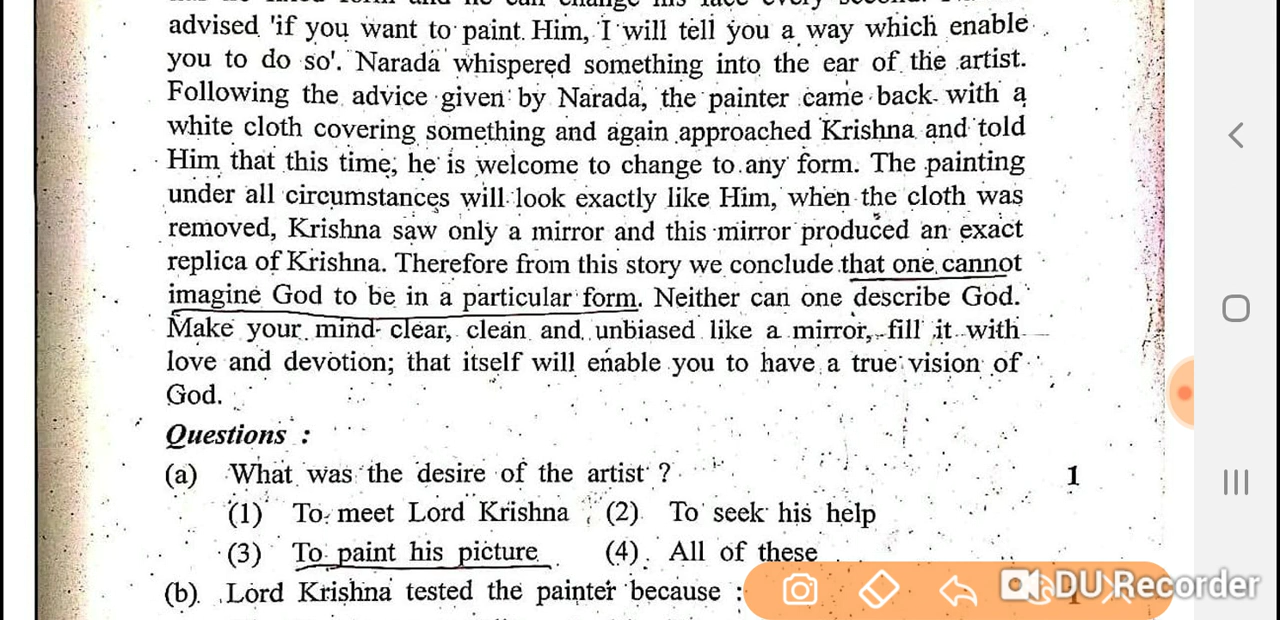 advised 'if you want to paint Him, I will tell you a way which enable
you to do so'. Narada whispered something into the ear of the artist.
Following the advice given by Narada, the painter came back with a
white cloth covering something and again approached Krishna and told
Him that this time, he is welcome to change to any form. The painting
under all circumstances will look exactly like Him, when the cloth was
removed, Krishna saw only a mirror and this mirror produced an exact
replica of Krishna. Therefore from this story we conclude that one cannot
imagine God to be in a particular form. Neither can one describe God.
Make your mind clear, clean and unbiased like a mirror, fill it with
love and devotion; that itself will enable you to have a true vision of
God.
Questions :
(a) What was the desire of the artist ? 1
(1) To meet Lord Krishna (2) To seek his help
(3) To paint his picture (4) All of these
(b) Lord Krishna tested the painter because :
DU Recorder